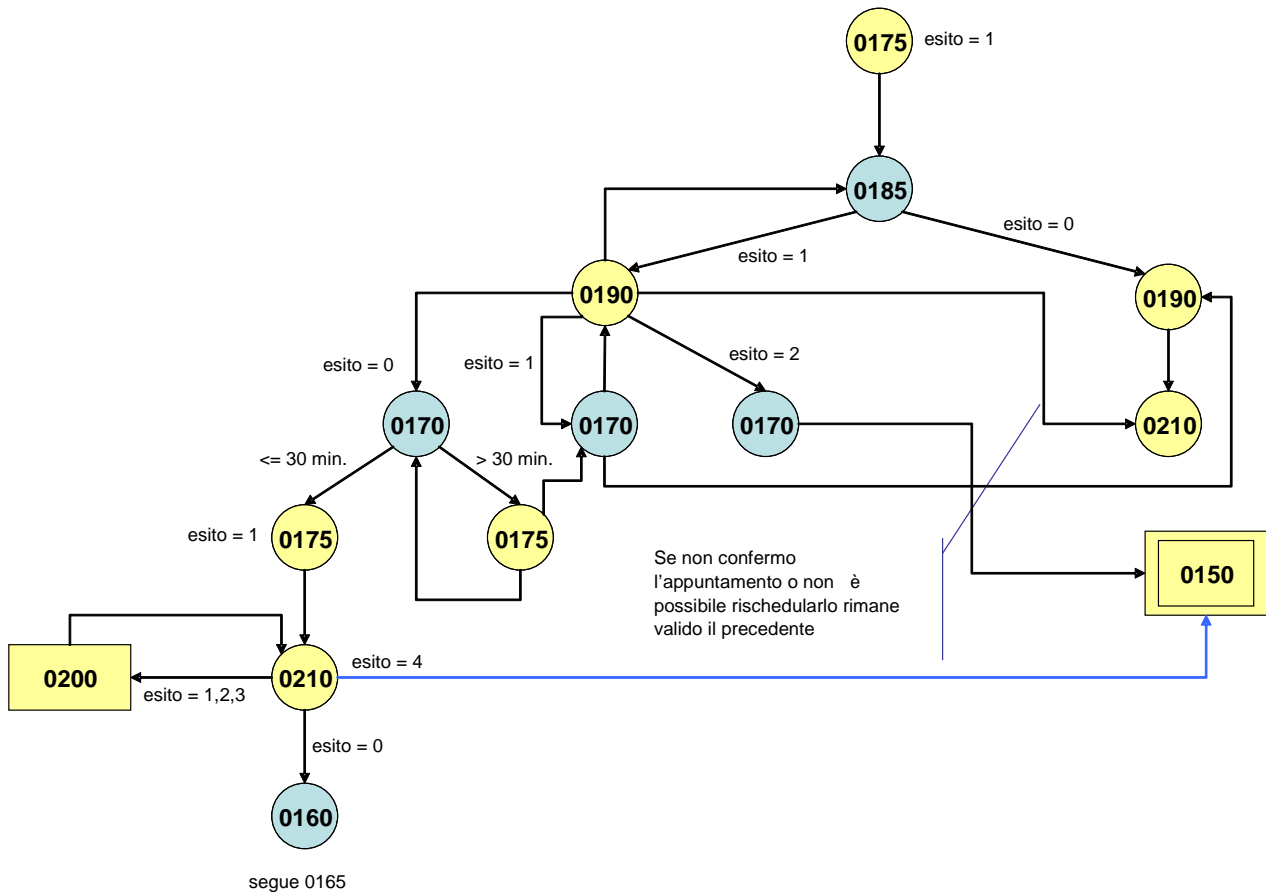 0175
esito = 1
0185
esito = 0
esito = 1
0190
0190
esito = 2
esito = 1
esito = 0
0170
0170
0170
0210
<= 30 min.
> 30 min.
esito = 1
0175
0175
Se non confermo
l'appuntamento o non è
possibile rischedularlo rimane
valido il precedente
0150
esito = 4
0200
0210
esito = 1,2,3
esito = 0
0160
segue 0165